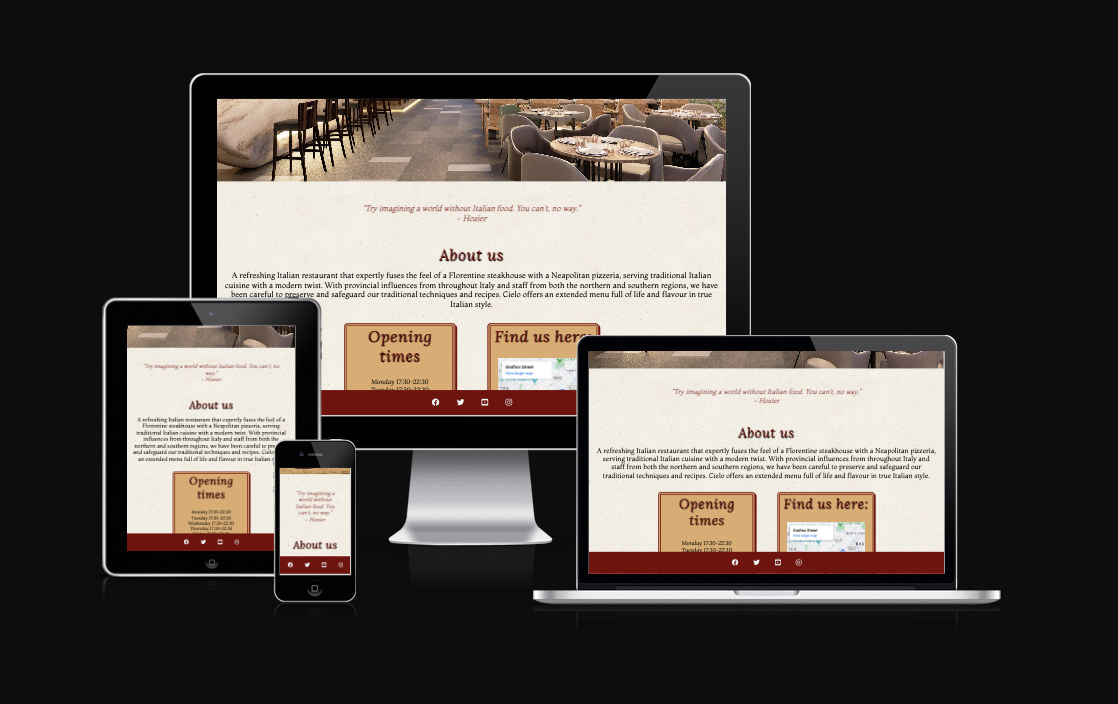 "Try imagining a world without Italian food. You can't, no way."
- Hozier
About us
A refreshing Italian restaurant that expertly fuses the feel of a Florentine steakhouse with a Neapolitan pizzeria, serving traditional Italian
cuisine with a modern twist. With provincial influences from throughout Italy and staff from both the northern and southern regions, we have
been careful to preserve and safeguard our traditional techniques and recipes. Cielo offers an extended menu full of life and flavour in true
Italian style.
Opening
times
Monday 17:30-22:30
Tuesday 17:30-22:30
Find us here:
Grafton Street
View larger map
"Try imagining a world without Italian food. You can't, no
way."
- Hozier
About us
A refreshing Italian restaurant that expertly fuses the feel of a
Florentine steakhouse with a Neapolitan pizzeria, serving
traditional Italian cuisine with a modern twist. With provincial
influences from throughout Italy and staff from both the
northern and southern regions, we have been careful to
and safeguard our traditional techniques and recipes.
an extended menu full of life and flavour in true Italian
Opening
times
Monday 17:30-22:30
Tuesday 17:30-22:30
Wednesday 17:30-22:30
Thursday 17:30-22:30
"Try imagining a
world without
Italian food. You
can't, no way."
- Hozier
About us
"Try imagining a world without Italian food. You can't, no way."
- Hozier
About us
A refreshing Italian restaurant that expertly fuses the feel of a Florentine steakhouse with a Neapolitan pizzeria,
serving traditional Italian cuisine with a modern twist. With provincial influences from throughout Italy and
staff from both the northern and southern regions, we have been careful to preserve and safeguard our
traditional techniques and recipes. Cielo offers an extended menu full of life and flavour in true Italian style.
Opening
times
Monday 17:30-22:30
Tuesday 17:30-22:30
Find us here:
Grafton Street
View larger map